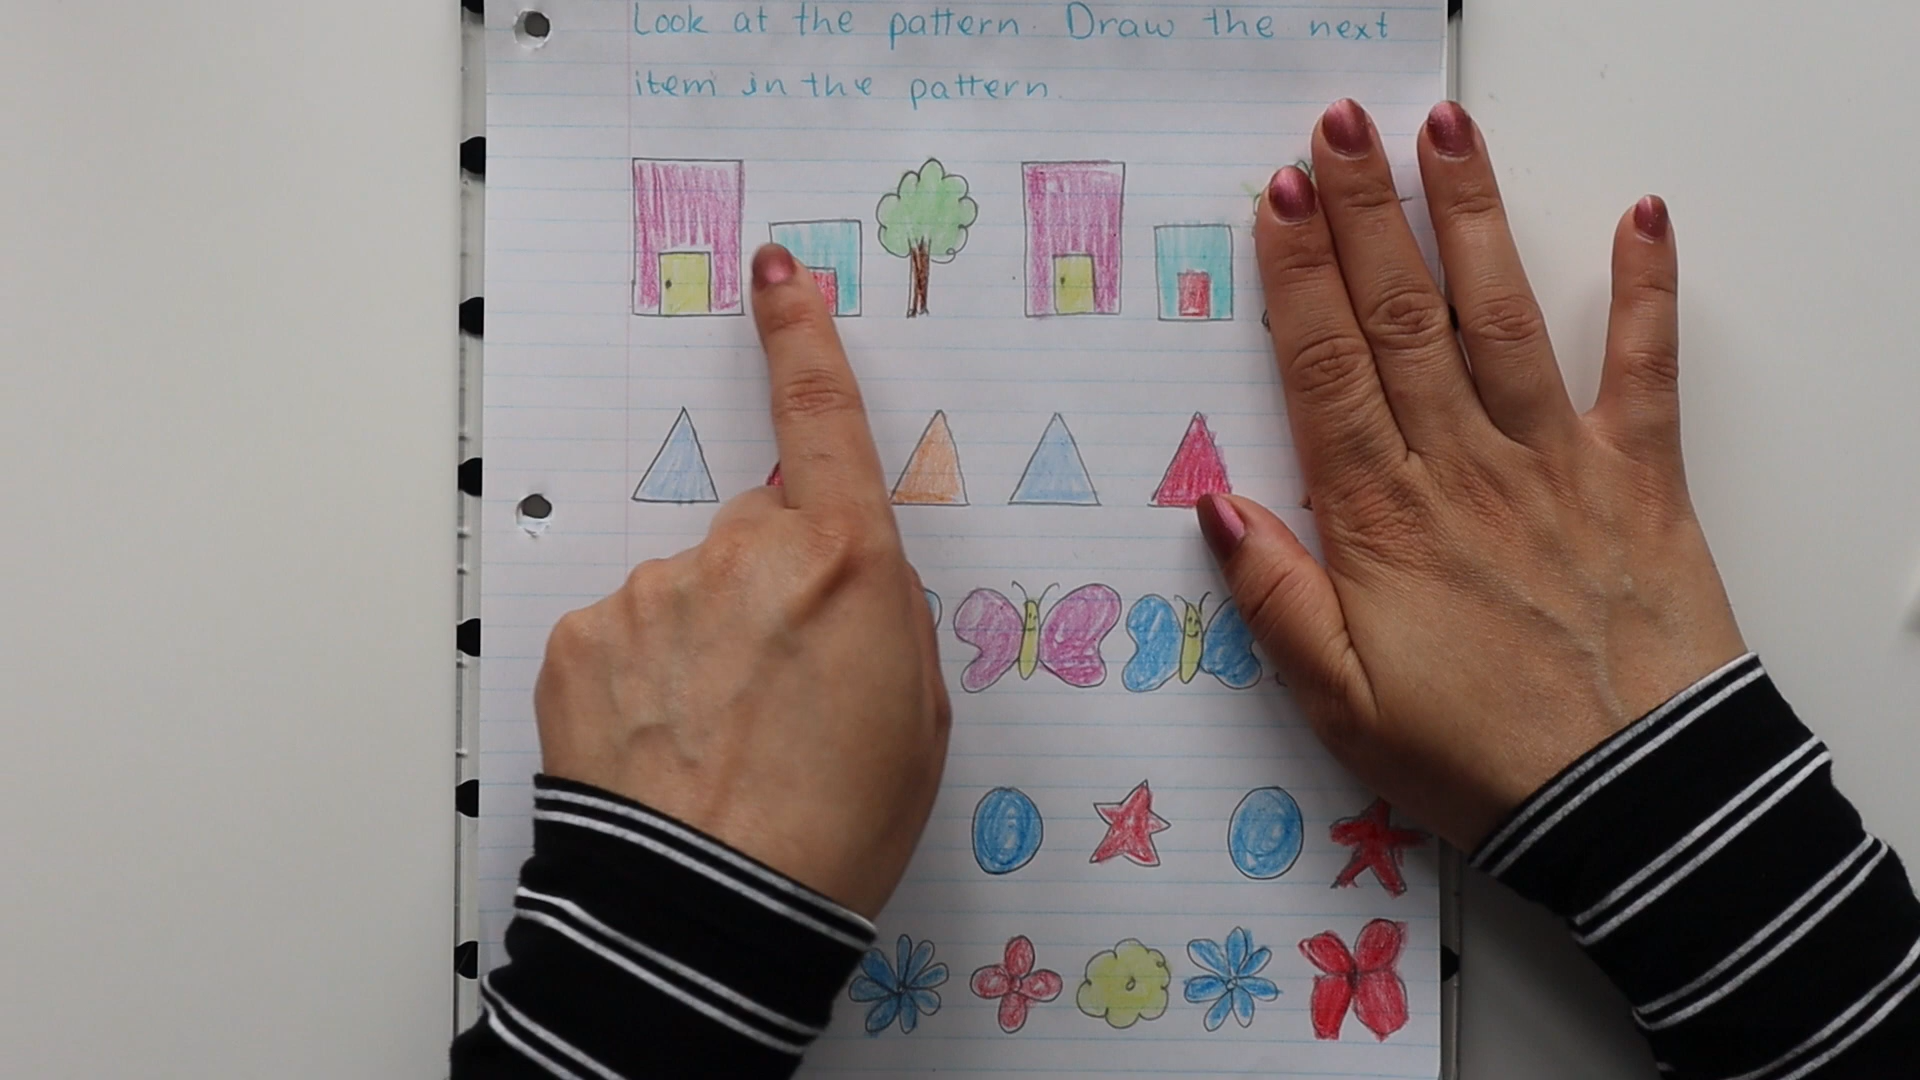 Look at the pattern. Draw the next
item in the pattern.